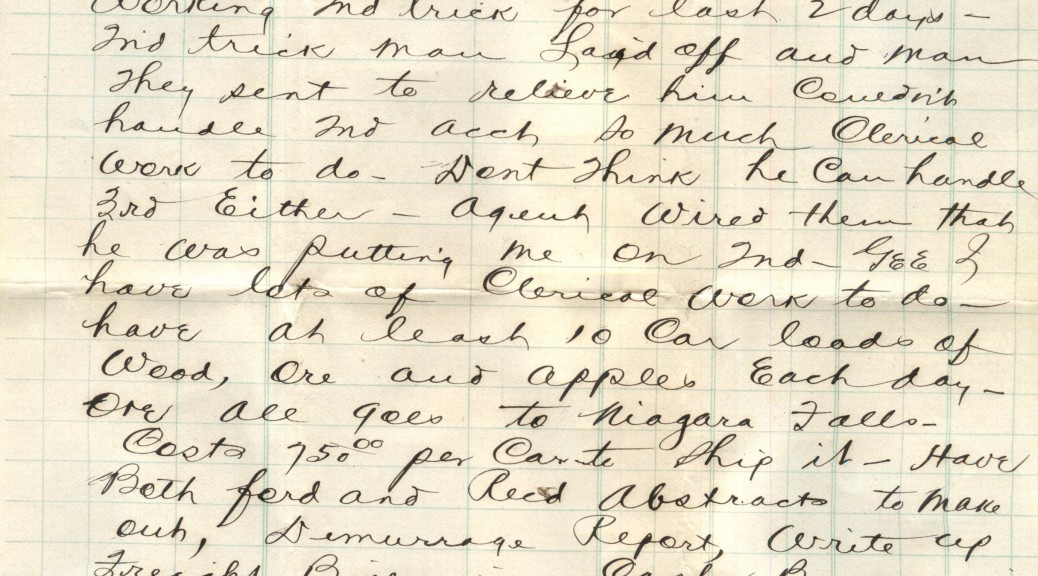 Working 2nd trick for last 2 days -
2nd trick man Laid off and man
They sent to relieve him Couldn't
handle 2nd acct so much Clerical
work to do - Dont Think he Can handle
3rd Either - Agent wired them that
he was putting me on 2nd - GEE I
have lots of Clerical work to do -
have at least 10 Car loads of
Wood, Ore and Apples Each day -
Ore all goes to Niagara Falls -
Costs 750⁰⁰ per Car to Ship it - Have
Both ford and Recd Abstracts to make
out, Demurrage Report, Write up
Freight